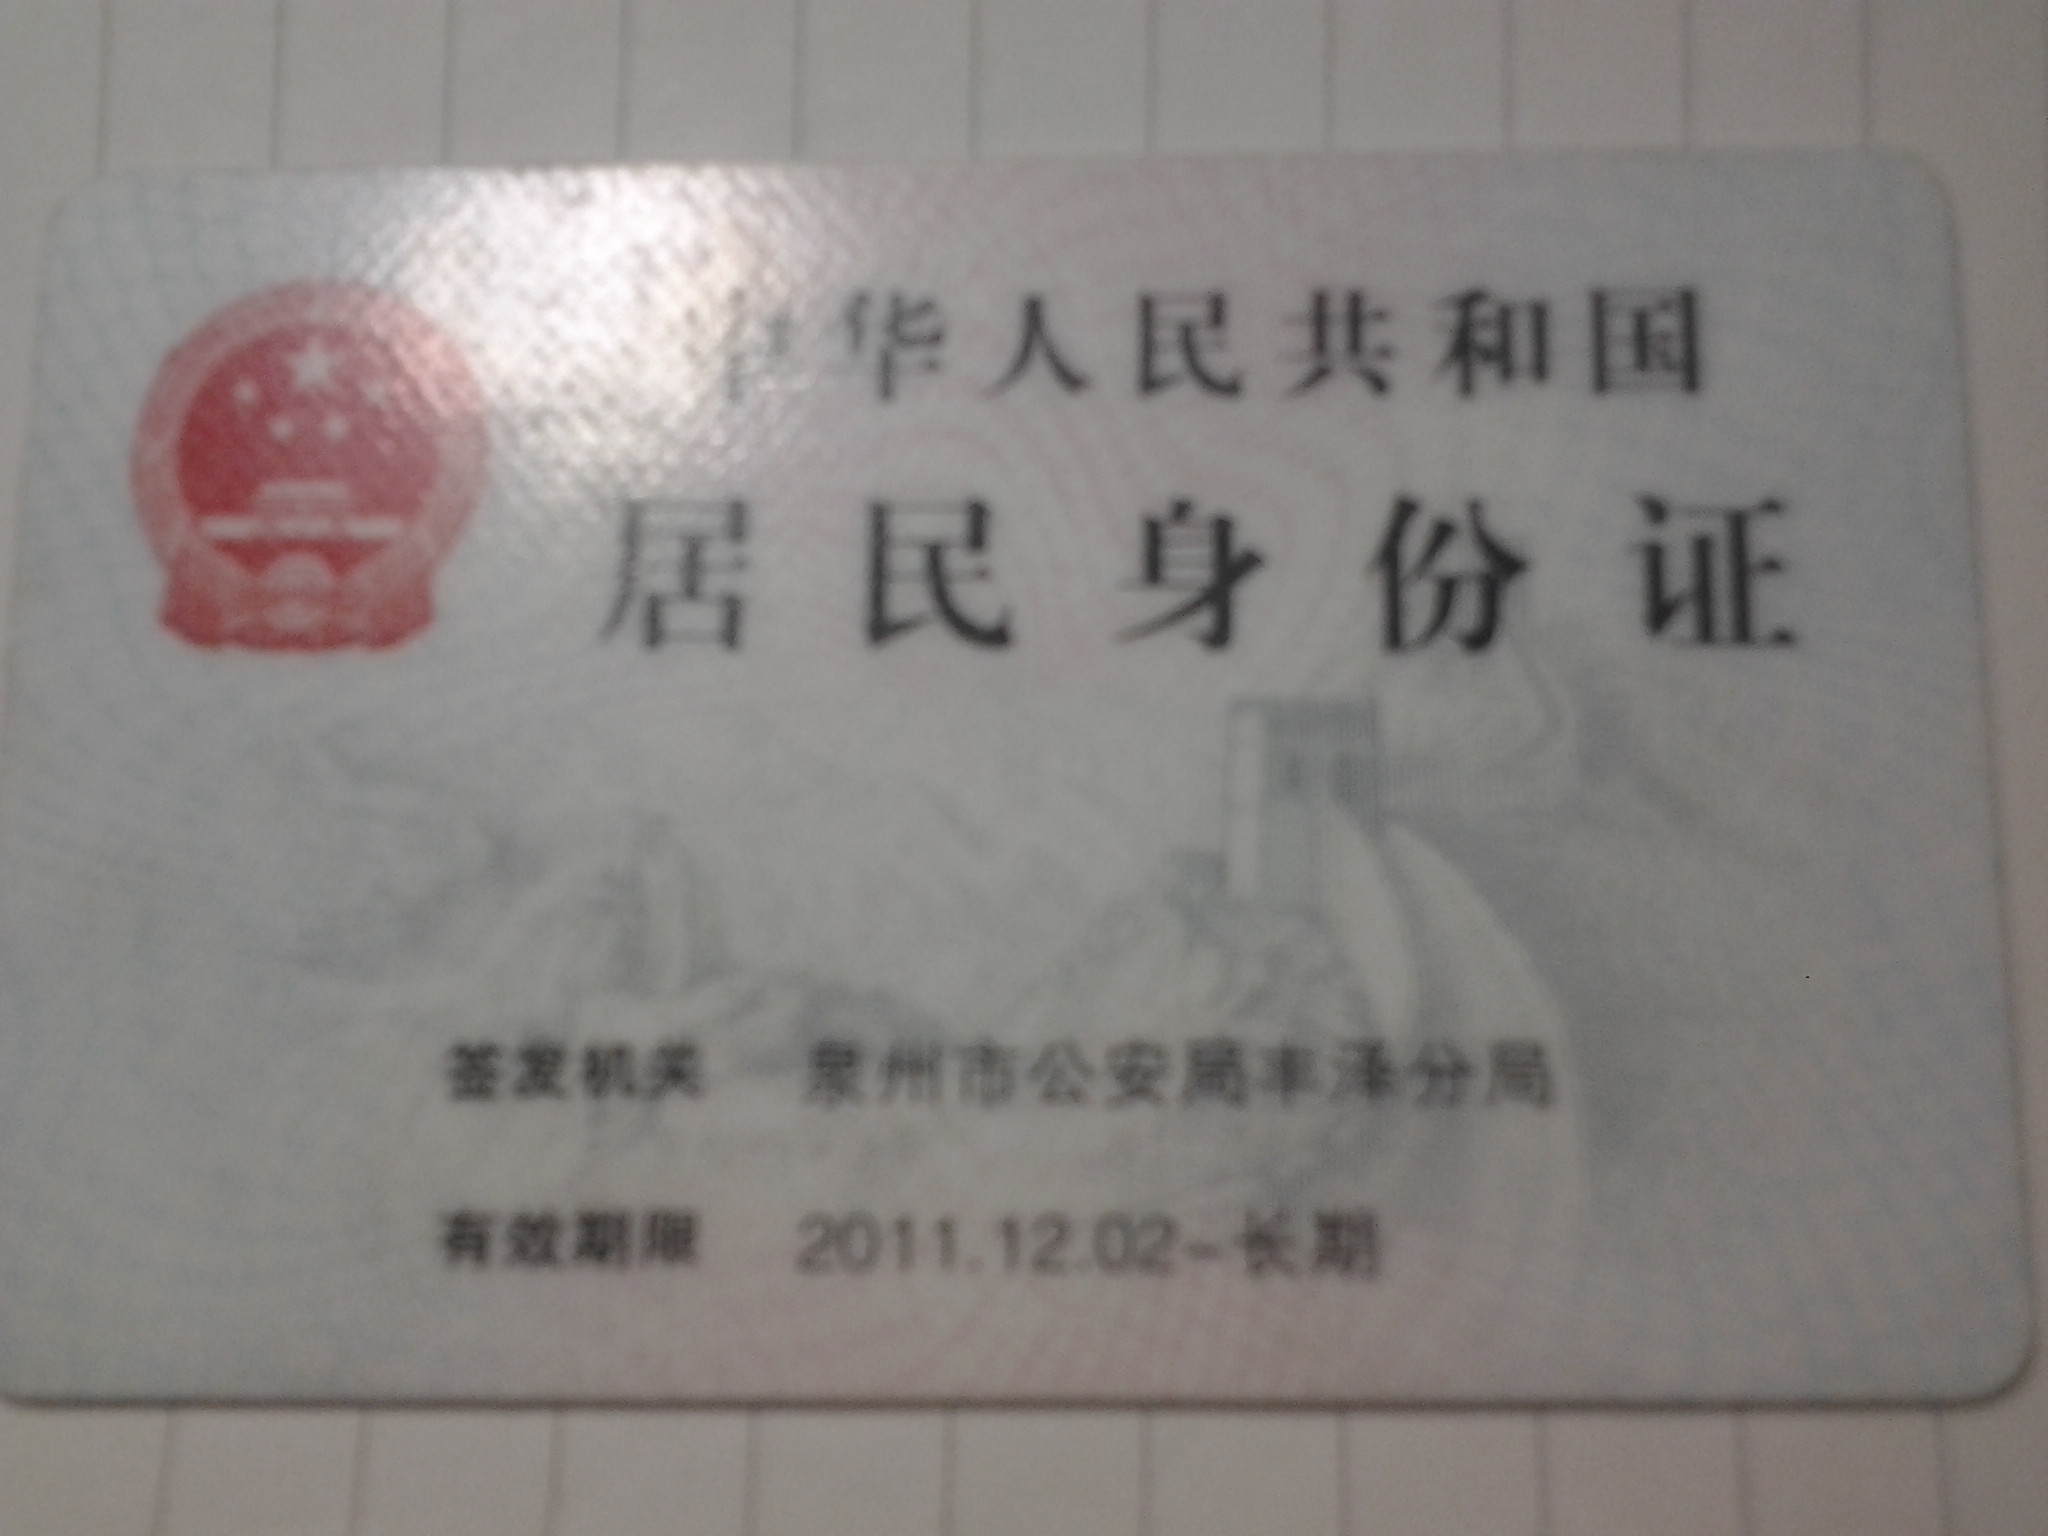 中华人民共和国
居民身份证
签发机关 泉州市公安局丰泽分局
有效期限 2011.12.02-长期